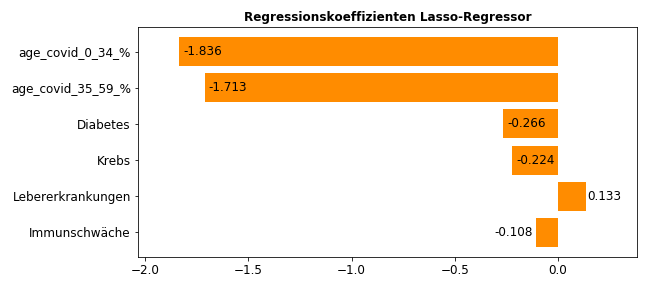 Regressionskoeffizienten Lasso-Regressor
age_covid_0_34_% -1.836
age_covid_35_59_% -1.713
Diabetes -0.266
Krebs -0.224
Lebererkrankungen 0.133
Immunschwäche -0.108
−2.0 −1.5 −1.0 −0.5 0.0